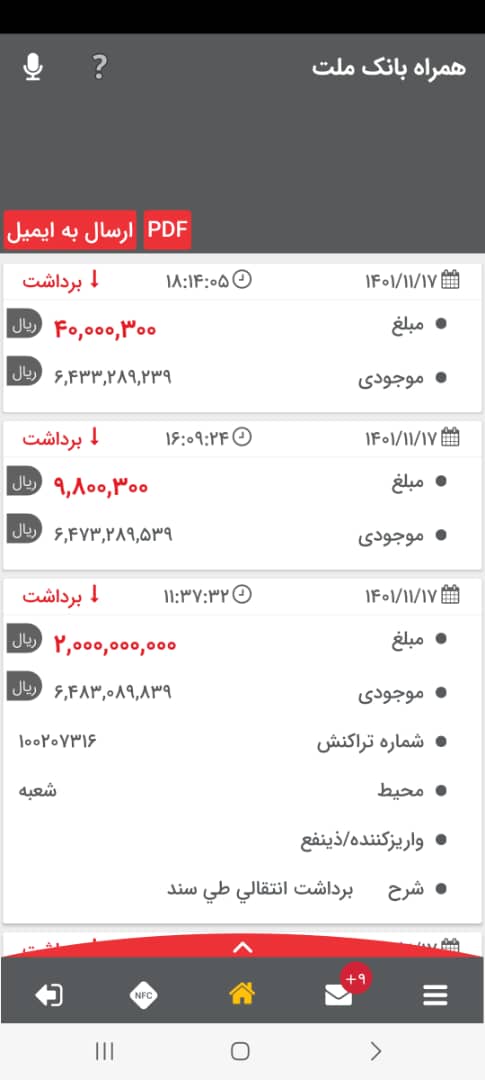 همراه بانک ملت ?
PDF ارسال به ایمیل
۱۴۰۱/۱۱/۱۷ ۱۸:۱۴:۰۵ برداشت
مبلغ ۴۰,۰۰۰,۳۰۰ ریال
موجودی ۶,۴۳۳,۲۸۹,۲۳۹ ریال
۱۴۰۱/۱۱/۱۷ ۱۶:۰۹:۲۴ برداشت
مبلغ ۹,۸۰۰,۳۰۰ ریال
موجودی ۶,۴۷۳,۲۸۹,۵۳۹ ریال
۱۴۰۱/۱۱/۱۷ ۱۱:۳۷:۳۲ برداشت
مبلغ ۲,۰۰۰,۰۰۰,۰۰۰ ریال
موجودی ۶,۴۸۳,۰۸۹,۸۳۹ ریال
شماره تراکنش ۱۰۰۲۰۷۳۱۶
محیط شعبه
واریزکننده/ذینفع
شرح برداشت انتقالي طي سند
+۹ NFC